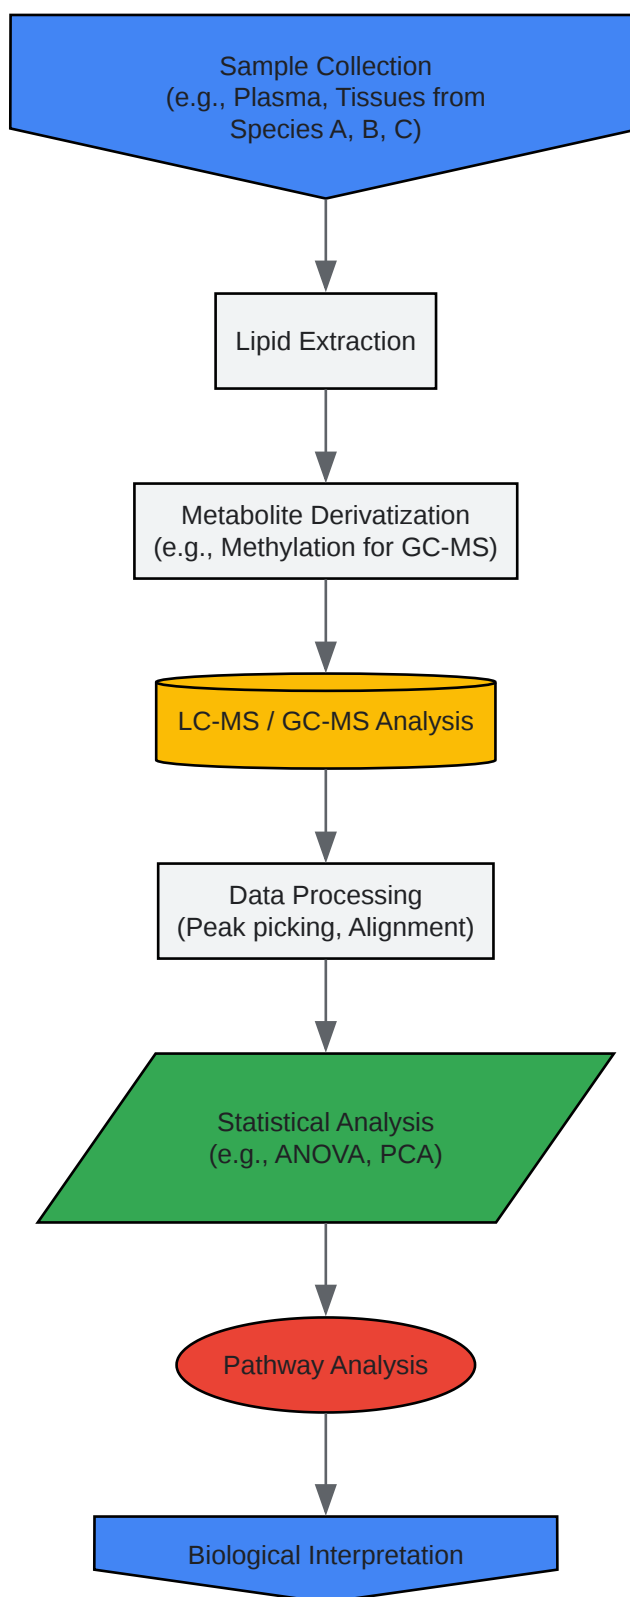 Sample Collection
(e.g., Plasma, Tissues from
Species A, B, C)
Lipid Extraction
Metabolite Derivatization
(e.g., Methylation for GC-MS)
LC-MS / GC-MS Analysis
Data Processing
(Peak picking, Alignment)
Statistical Analysis
(e.g., ANOVA, PCA)
Pathway Analysis
Biological Interpretation